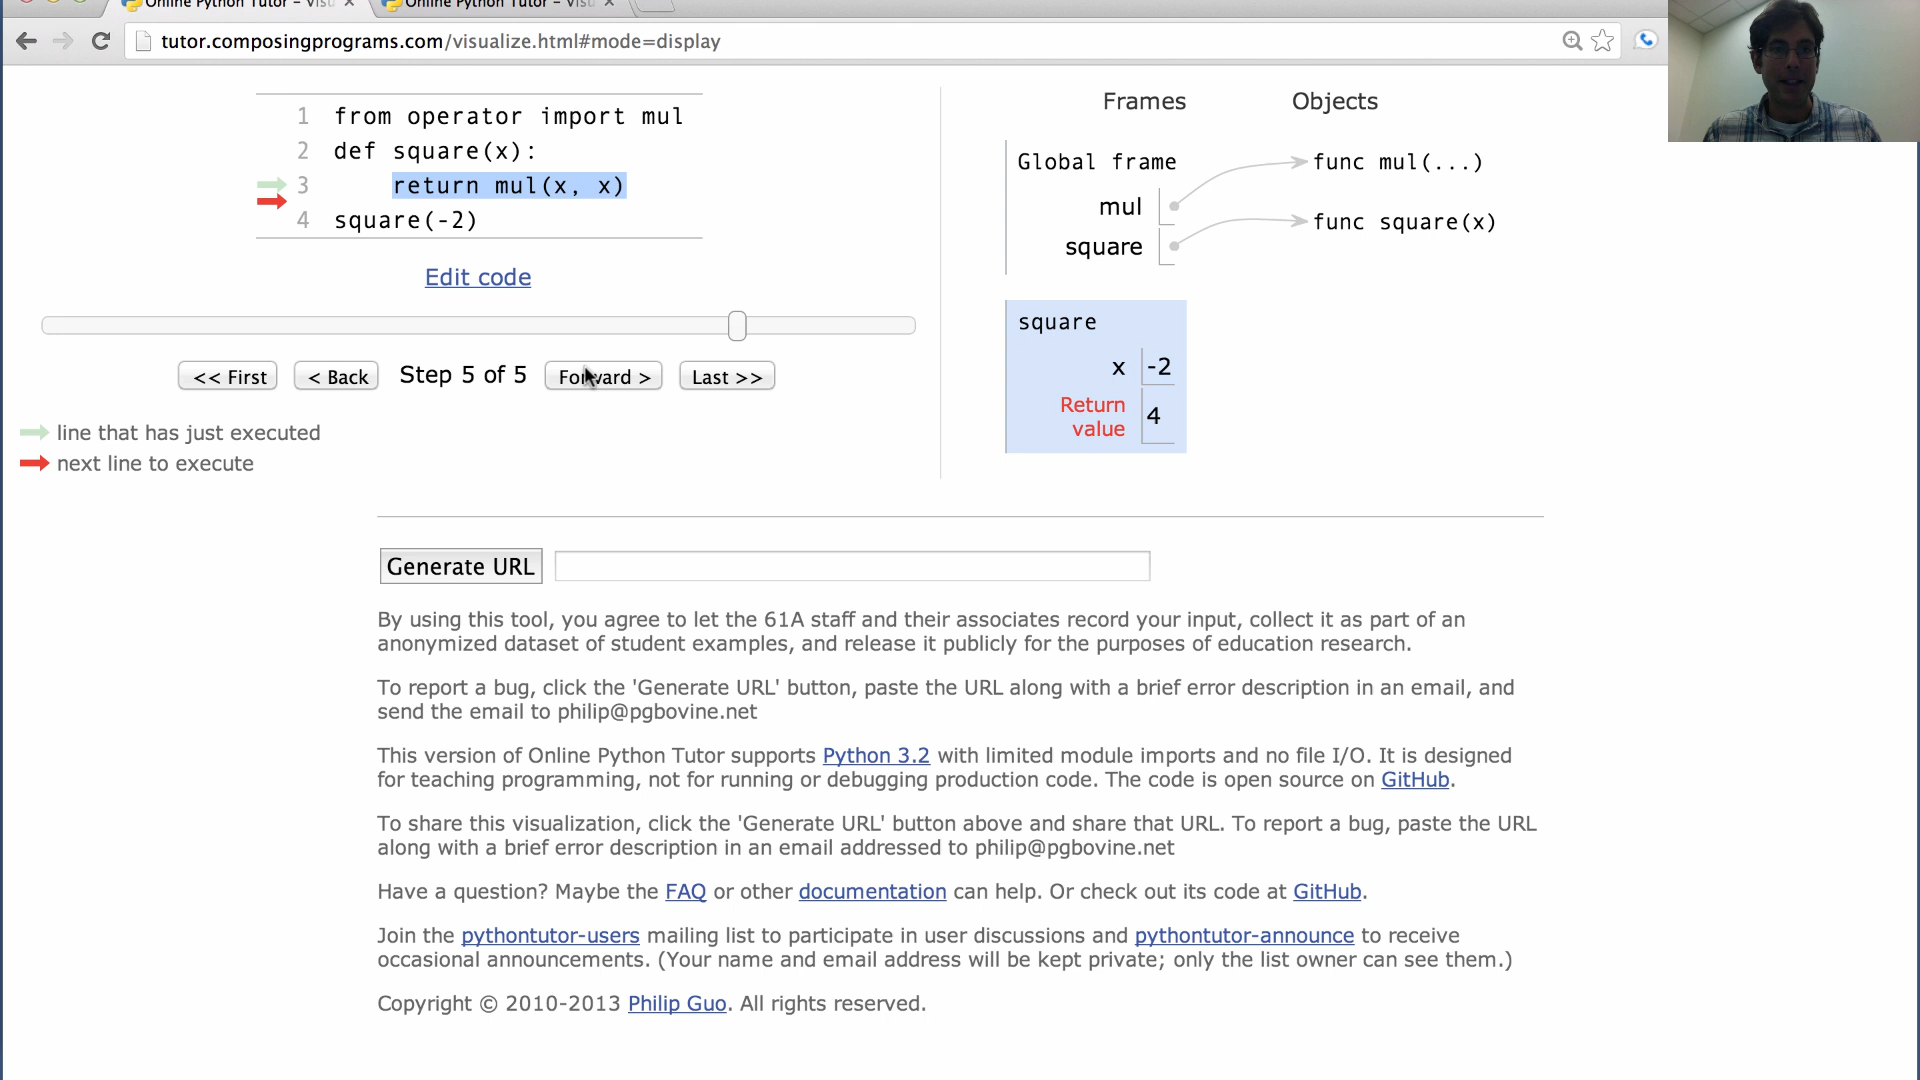 Online Python Tutor – Visu × Online Python Tutor – Visu ×
tutor.composingprograms.com/visualize.html#mode=display
1 from operator import mul
2 def square(x):
3 return mul(x, x)
4 square(-2)
Edit code
<< First < Back Step 5 of 5 Forward > Last >>
line that has just executed
next line to execute
Frames Objects
Global frame func mul(...)
mul
func square(x)
square
square
x -2
Return
value 4
Generate URL
By using this tool, you agree to let the 61A staff and their associates record your input, collect it as part of an
anonymized dataset of student examples, and release it publicly for the purposes of education research.
To report a bug, click the 'Generate URL' button, paste the URL along with a brief error description in an email, and
send the email to philip@pgbovine.net
This version of Online Python Tutor supports Python 3.2 with limited module imports and no file I/O. It is designed
for teaching programming, not for running or debugging production code. The code is open source on GitHub.
To share this visualization, click the 'Generate URL' button above and share that URL. To report a bug, paste the URL
along with a brief error description in an email addressed to philip@pgbovine.net
Have a question? Maybe the FAQ or other documentation can help. Or check out its code at GitHub.
Join the pythontutor-users mailing list to participate in user discussions and pythontutor-announce to receive
occasional announcements. (Your name and email address will be kept private; only the list owner can see them.)
Copyright © 2010-2013 Philip Guo. All rights reserved.